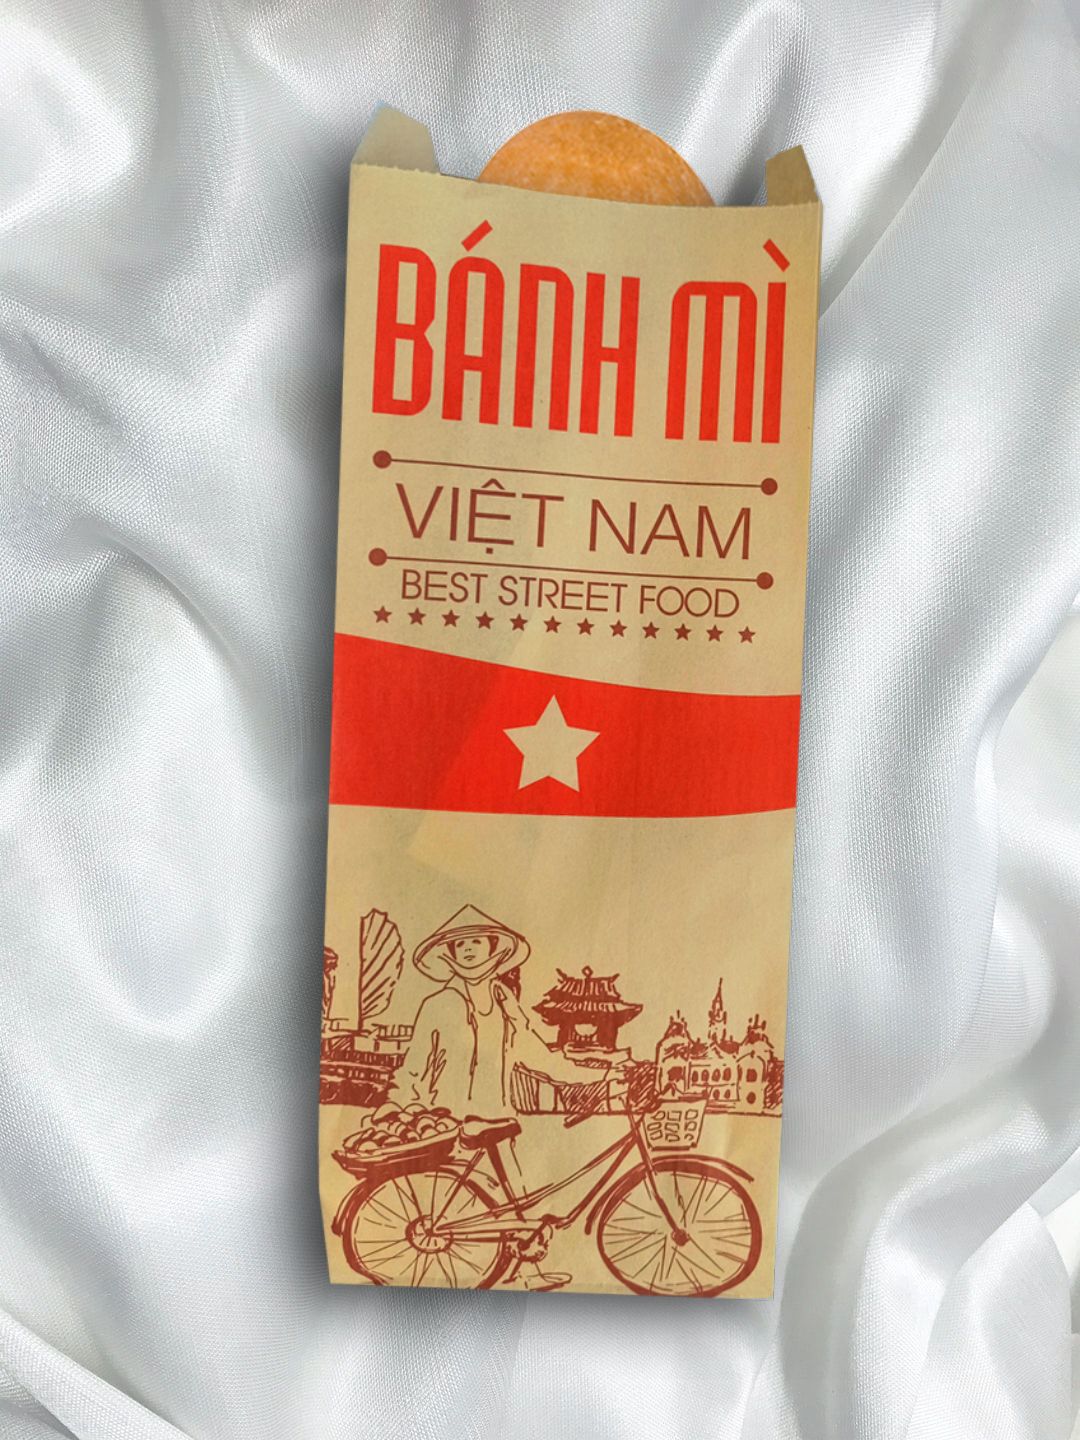 BÁNH MÌ
VIỆT NAM
BEST STREET FOOD